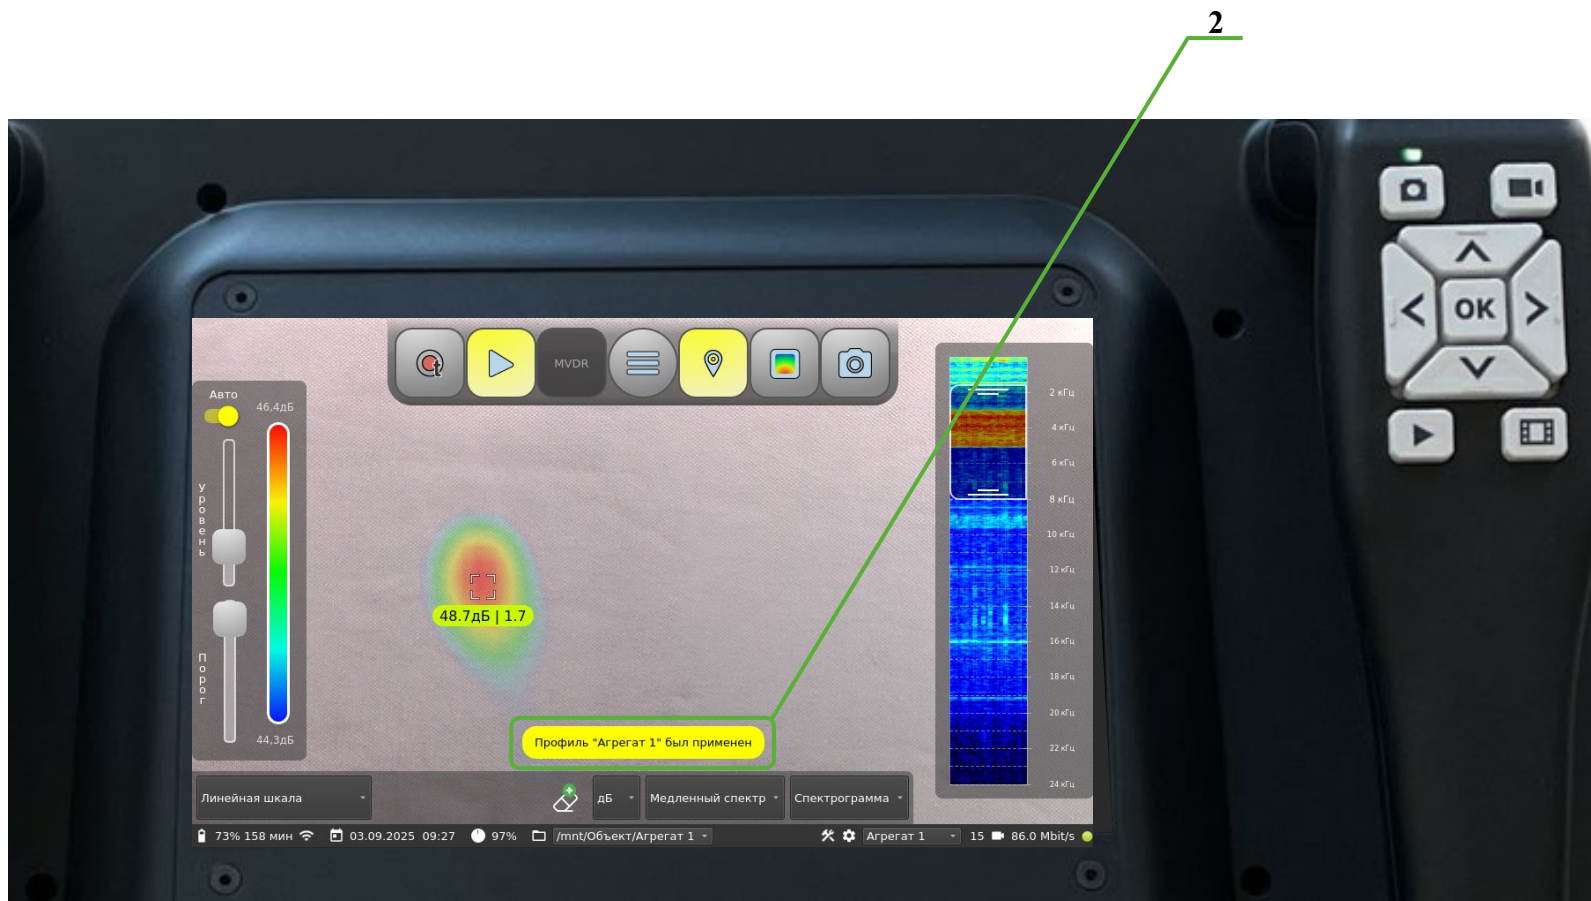 2
MVDR
Авто
46,4дБ
Уровень
Порог
44,3дБ
48.7дБ | 1.7
2 кГц
4 кГц
6 кГц
8 кГц
10 кГц
12 кГц
14 кГц
16 кГц
18 кГц
20 кГц
22 кГц
24 кГц
OK
Профиль "Агрегат 1" был применен
Линейная шкала
дБ
Медленный спектр
Спектрограмма
73% 158 мин
03.09.2025 09:27
97%
/mnt/Объект/Агрегат 1
Агрегат 1
15
86.0 Mbit/s